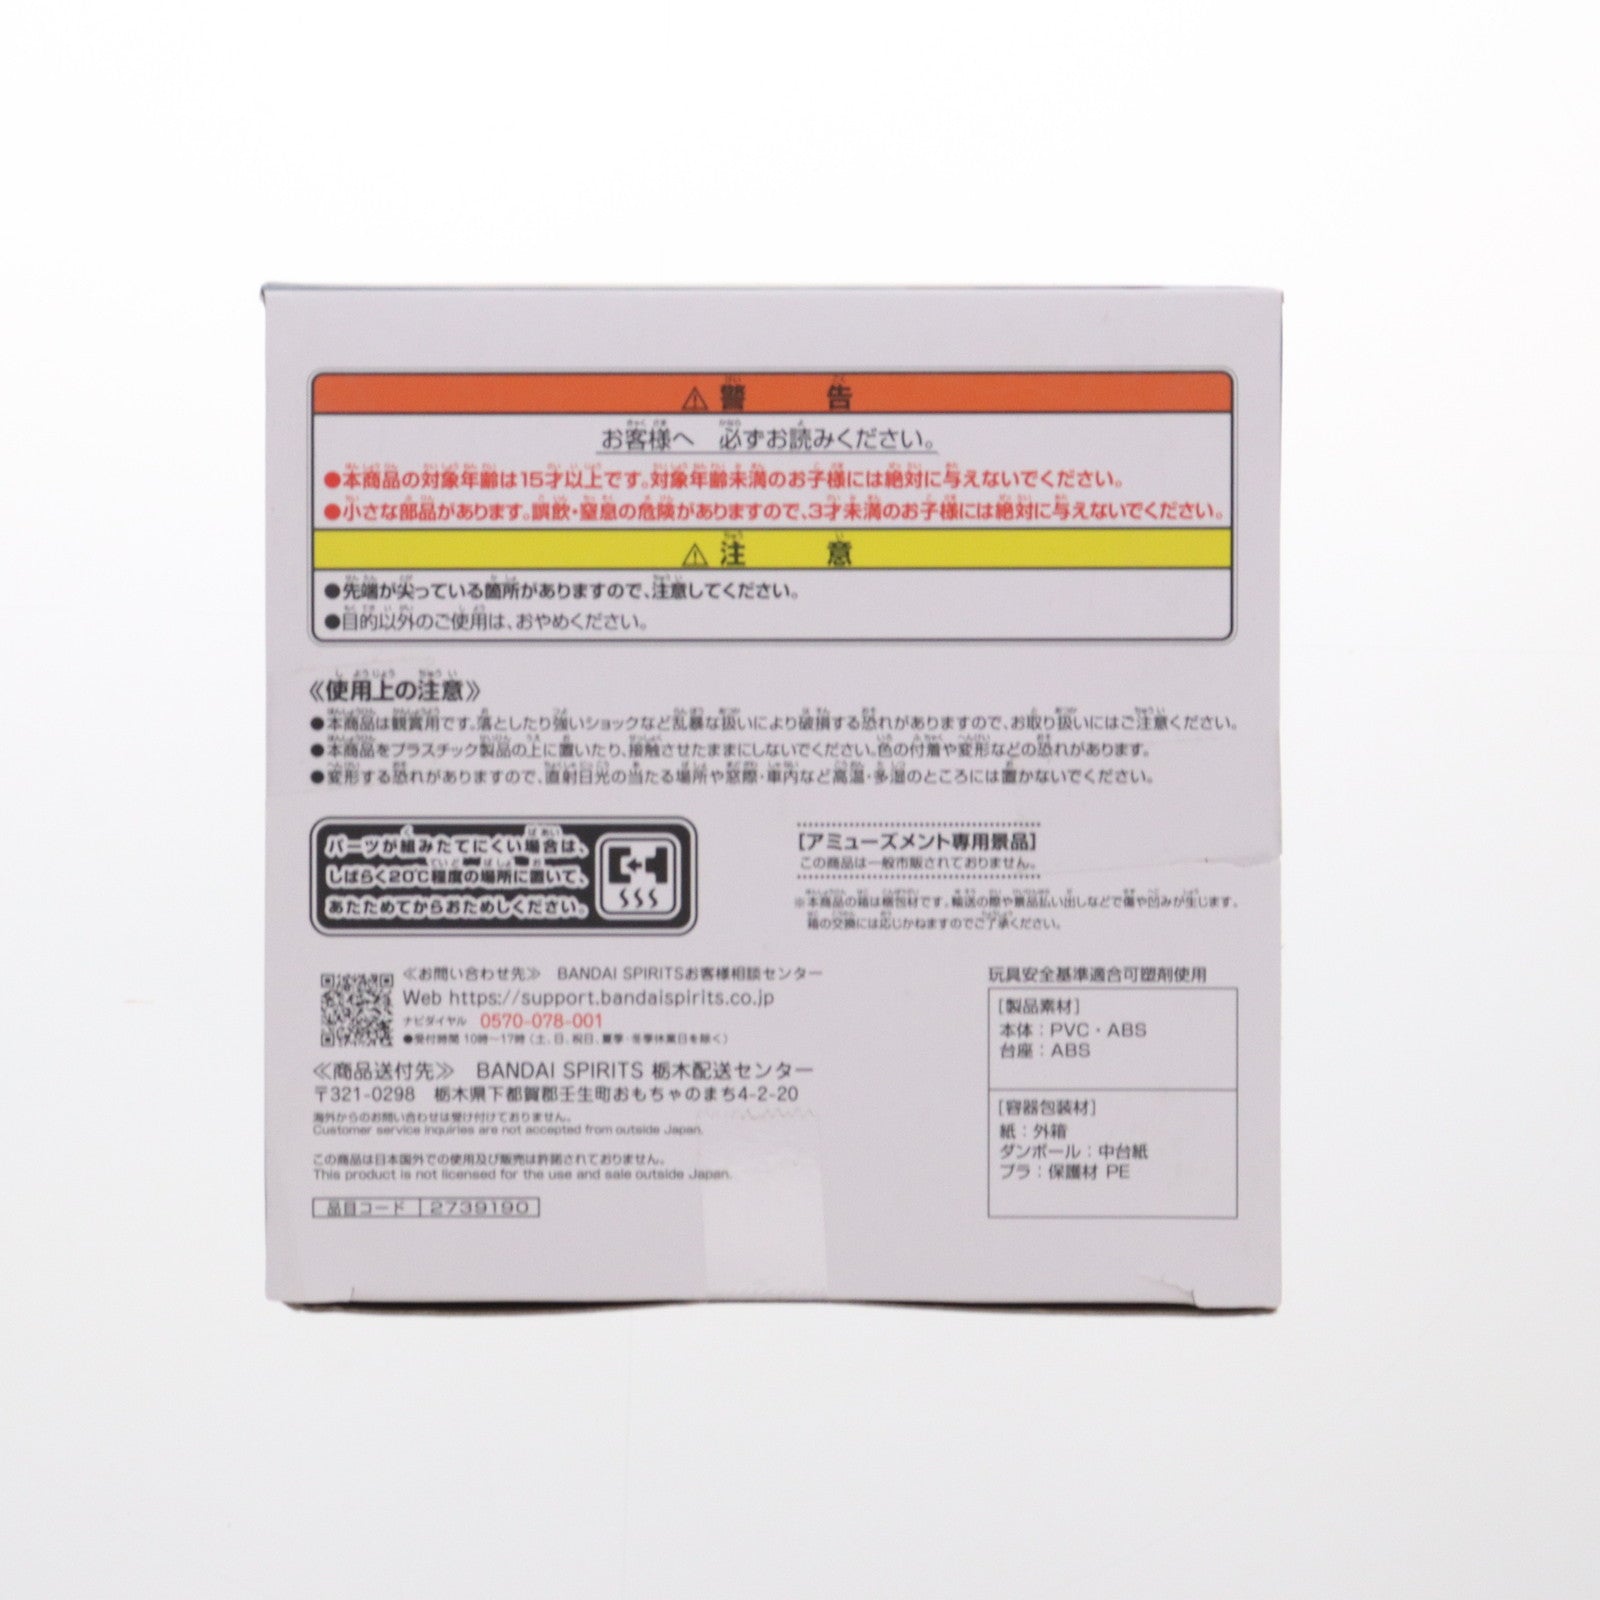 ⚠警告
お客様へ 必ずお読みください。
●本商品の対象年齢は15才以上です。対象年齢未満のお子様には絶対に与えないでください。
●小さな部品があります。誤飲・窒息の危険がありますので、3才未満のお子様には絶対に与えないでください。
⚠注意
●先端が尖っている箇所がありますので、注意してください。
●目的以外のご使用は、おやめください。
《使用上の注意》
●本商品は観賞用です。落としたり強いショックなど乱暴な扱いにより破損する恐れがありますので、お取り扱いにはご注意ください。
●本商品をプラスチック製品の上に置いたり、接触させたままにしないでください。色の付着や変形などの恐れがあります。
●変形する恐れがありますので、直射日光の当たる場所や窓際・車内など高温・多湿のところには置かないでください。
パーツが組みたてにくい場合は、
しばらく20℃程度の場所に置いて、
あたためてからおためしください。
[アミューズメント専用景品]
この商品は一般市販されておりません。
※本商品の箱は梱包材です。輸送の際や景品払い出しなどで傷や凹みが生じます。
箱の交換には応じかねますのでご了承ください。
≪お問い合わせ先≫ BANDAI SPIRITSお客様相談センター
Web https://support.bandaispirits.co.jp
ナビダイヤル 0570-078-001
●受付時間 10時〜17時(土、日、祝日、夏季・冬季休業日を除く)
≪商品送付先≫ BANDAI SPIRITS 栃木配送センター
〒321-0298 栃木県下都賀郡壬生町おもちゃのまち4-2-20
海外からのお問い合わせは受け付けておりません。
Customer service inquiries are not accepted from outside Japan.
この商品は日本国外での使用及び販売は許諾されておりません。
This product is not licensed for the use and sale outside Japan.
品目コード 2739190
玩具安全基準適合可塑剤使用
[製品素材]
本体：PVC・ABS
台座：ABS
[容器包装材]
紙：外箱
ダンボール：中台紙
プラ：保護材 PE